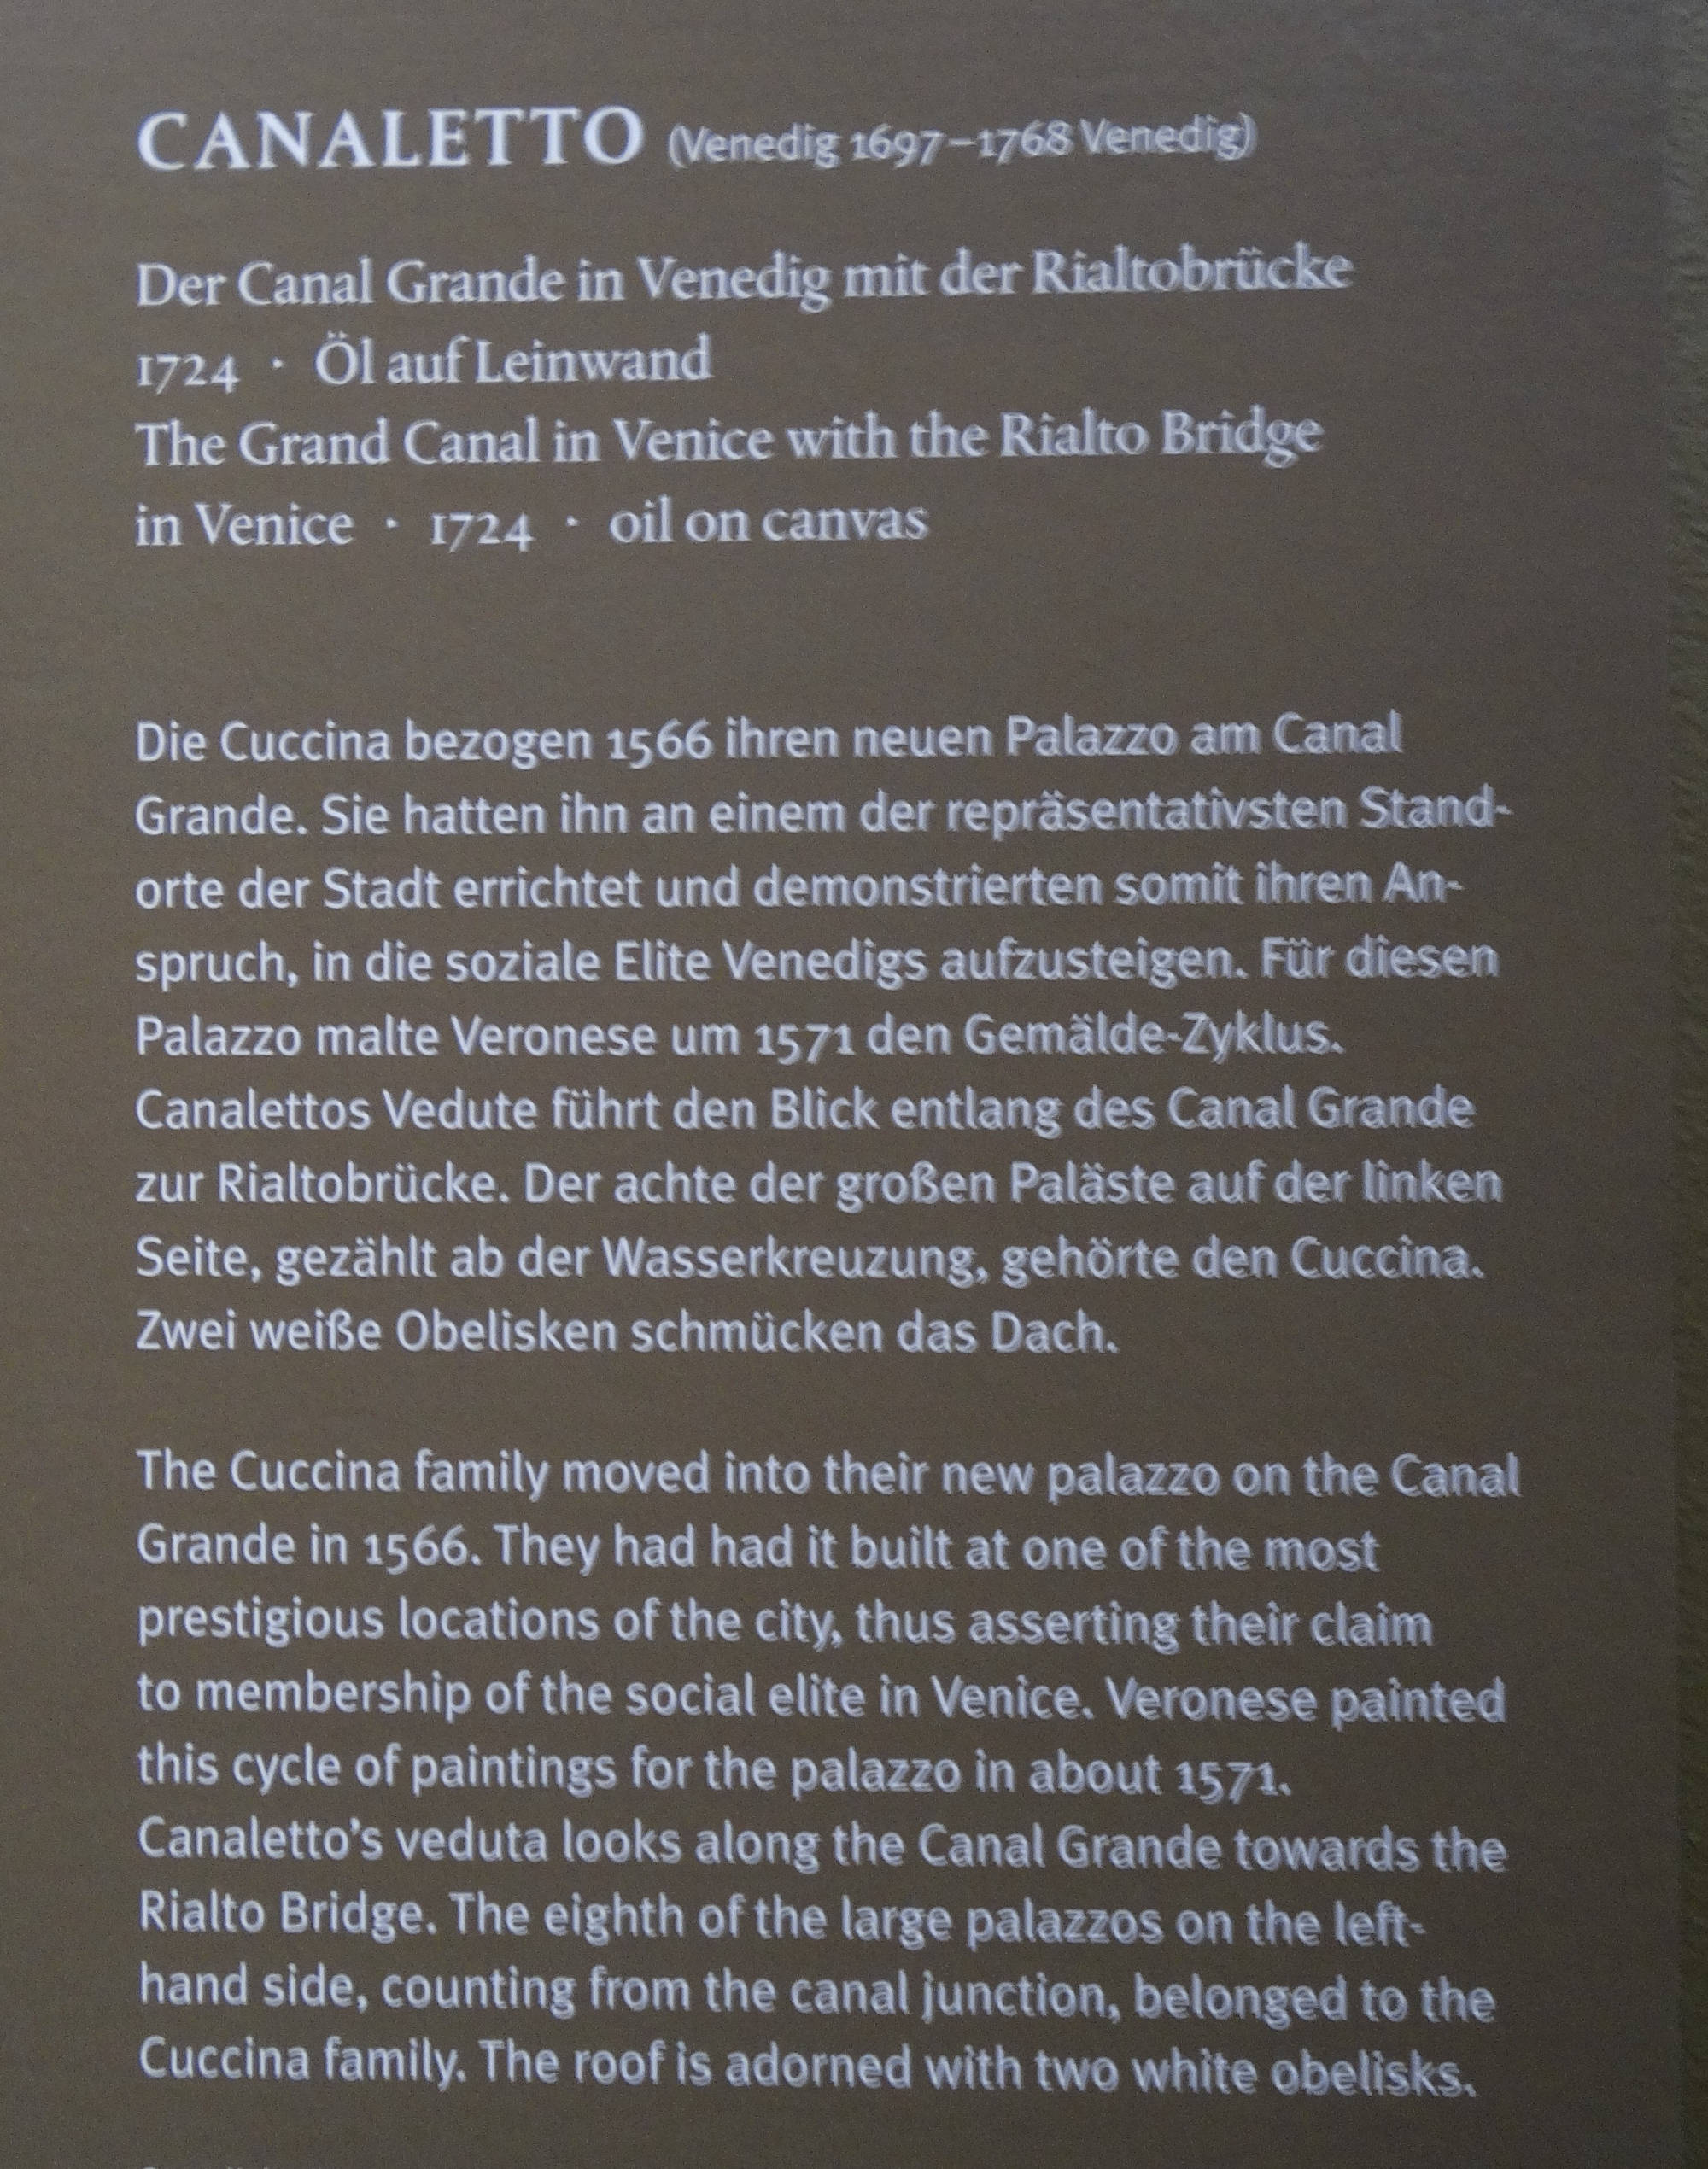 CANALETTO (Venedig 1697–1768 Venedig)
Der Canal Grande in Venedig mit der Rialtobrücke
1724 · Öl auf Leinwand
The Grand Canal in Venice with the Rialto Bridge
in Venice · 1724 · oil on canvas
Die Cuccina bezogen 1566 ihren neuen Palazzo am Canal
Grande. Sie hatten ihn an einem der repräsentativsten Stand-
orte der Stadt errichtet und demonstrierten somit ihren An-
spruch, in die soziale Elite Venedigs aufzusteigen. Für diesen
Palazzo malte Veronese um 1571 den Gemälde-Zyklus.
Canalettos Vedute führt den Blick entlang des Canal Grande
zur Rialtobrücke. Der achte der großen Paläste auf der linken
Seite, gezählt ab der Wasserkreuzung, gehörte den Cuccina.
Zwei weiße Obelisken schmücken das Dach.
The Cuccina family moved into their new palazzo on the Canal
Grande in 1566. They had had it built at one of the most
prestigious locations of the city, thus asserting their claim
to membership of the social elite in Venice. Veronese painted
this cycle of paintings for the palazzo in about 1571.
Canaletto’s veduta looks along the Canal Grande towards the
Rialto Bridge. The eighth of the large palazzos on the left-
hand side, counting from the canal junction, belonged to the
Cuccina family. The roof is adorned with two white obelisks.